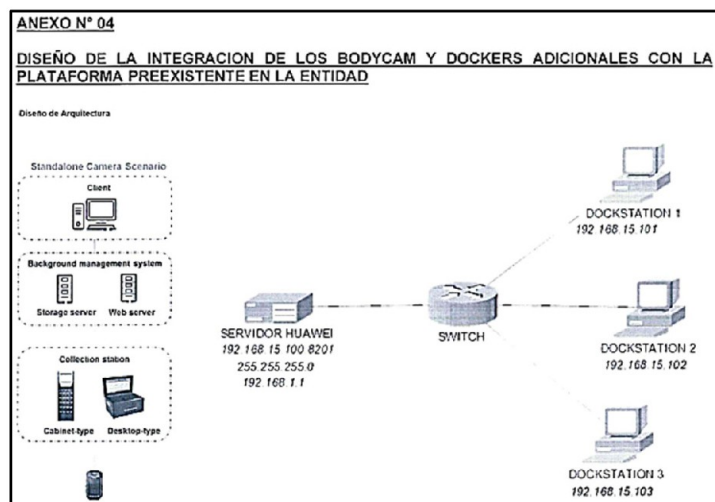 ANEXO N° 04
DISEÑO DE LA INTEGRACION DE LOS BODYCAM Y DOCKERS ADICIONALES CON LA
PLATAFORMA PREEXISTENTE EN LA ENTIDAD
Diseño de Arquitectura
Standalone Camera Scenario
Client
Background management system
Storage server
Web server
Collection station
Cabinet-type
Desktop-type
SERVIDOR HUAWEI
192.168.15.100:8201
255.255.255.0
192.168.1.1
SWITCH
DOCKSTATION 1
192.168.15.101
DOCKSTATION 2
192.168.15.102
DOCKSTATION 3
192.168.15.103